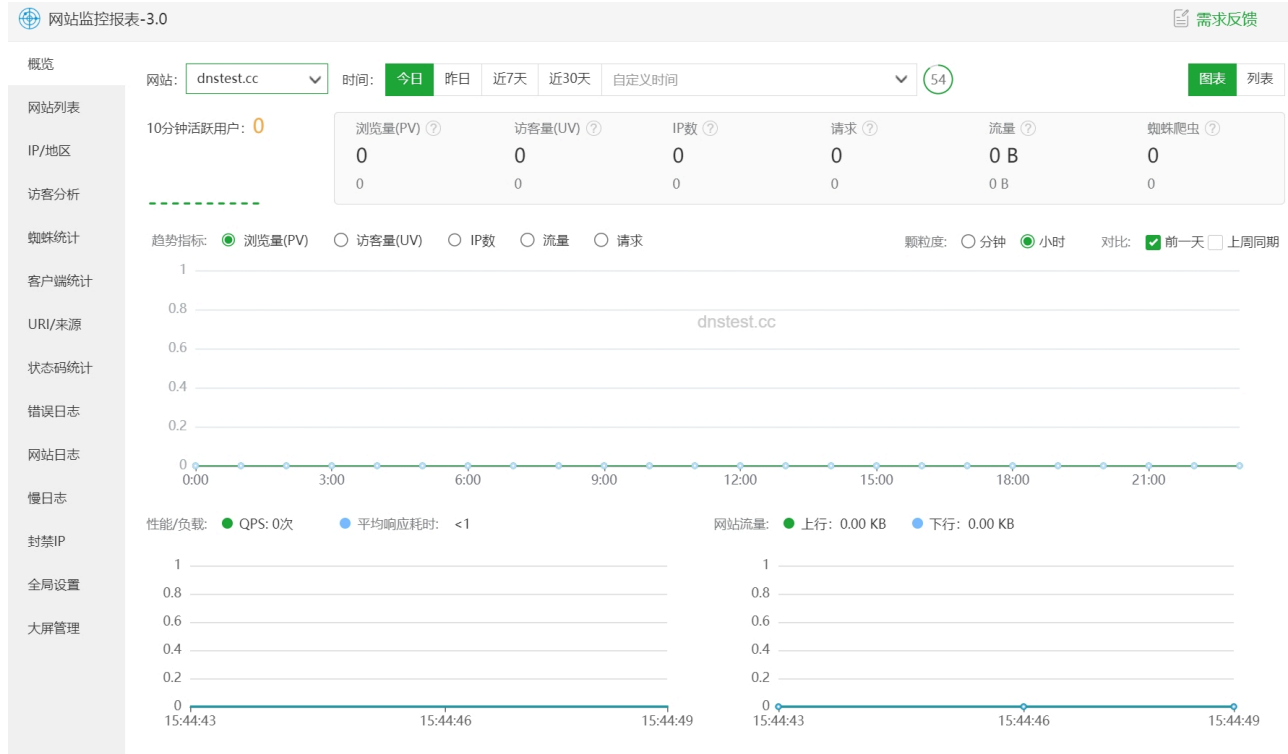 网站监控报表-3.0
需求反馈
概览
网站列表
IP/地区
访客分析
蜘蛛统计
客户端统计
URI/来源
状态码统计
错误日志
网站日志
慢日志
封禁IP
全局设置
大屏管理
网站: dnstest.cc 时间: 今日 昨日 近7天 近30天 自定义时间 54 图表 列表
10分钟活跃用户: 0
浏览量(PV) ? 访客量(UV) ? IP数 ? 请求 ? 流量 ? 蜘蛛爬虫 ?
0 0 0 0 0 B 0
0 0 0 0 0 B 0
趋势指标: 浏览量(PV) 访客量(UV) IP数 流量 请求 颗粒度: 分钟 小时 对比: 前一天 上周同期
1
0.8
dnstest.cc
0.6
0.4
0.2
0
0:00 3:00 6:00 9:00 12:00 15:00 18:00 21:00
性能/负载: QPS: 0次 平均响应耗时: <1
1
0.8
0.6
0.4
0.2
0
15:44:43 15:44:46 15:44:49
网站流量: 上行: 0.00 KB 下行: 0.00 KB
1
0.8
0.6
0.4
0.2
0
15:44:43 15:44:46 15:44:49